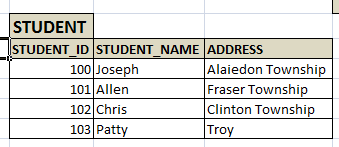 STUDENT
STUDENT_ID STUDENT_NAME ADDRESS
100 Joseph Alaiedon Township
101 Allen Fraser Township
102 Chris Clinton Township
103 Patty Troy